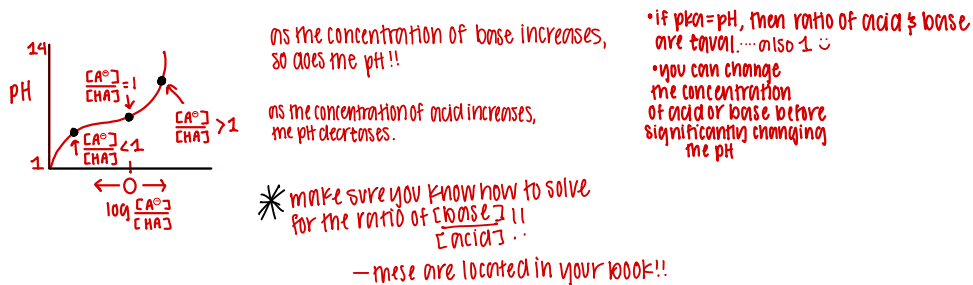 14
pH
1
[A⊖]
[HA] = 1
[A⊖]
[HA] < 1
[A⊖]
[HA] > 1
0
log [A⊖]
[HA]
as the concentration of base increases,
so does the pH!!
as the concentration of acid increases,
the pH decreases.
* make sure you know how to solve
for the ratio of [base] !!
[acid]
— these are located in your book!!
•if pka=pH, then ratio of acid & base
are equal.... also 1 ☺
•you can change
the concentration
of acid or base before
significantly changing
the pH